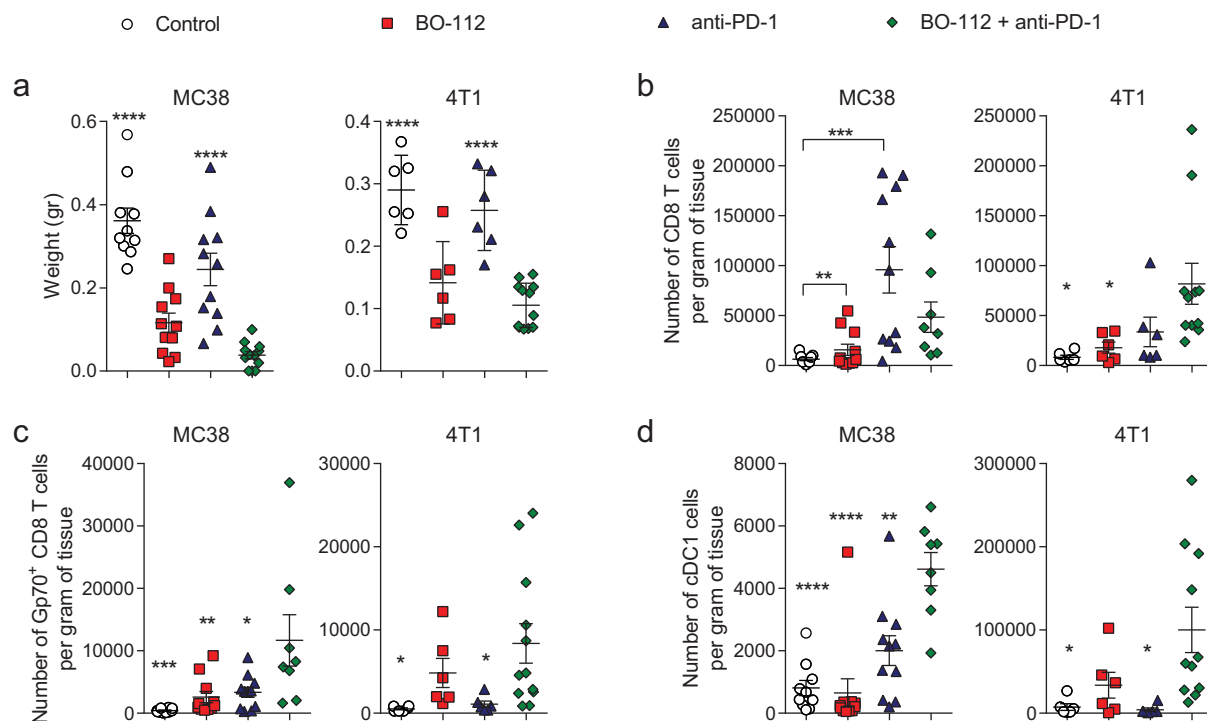 Control BO-112 anti-PD-1 BO-112 + anti-PD-1
a
MC38
4T1
Weight (gr)
0.6
0.4
0.2
0.0
****
****
0.4
0.3
0.2
0.1
0.0
****
****
b
MC38
4T1
Number of CD8 T cells
per gram of tissue
250000
200000
150000
100000
50000
0
***
**
250000
200000
150000
100000
50000
0
*
*
c
MC38
4T1
Number of Gp70+ CD8 T cells
per gram of tissue
40000
30000
20000
10000
0
***
**
*
30000
20000
10000
0
*
*
d
MC38
4T1
Number of cDC1 cells
per gram of tissue
8000
6000
4000
2000
0
****
****
**
300000
200000
100000
0
*
*